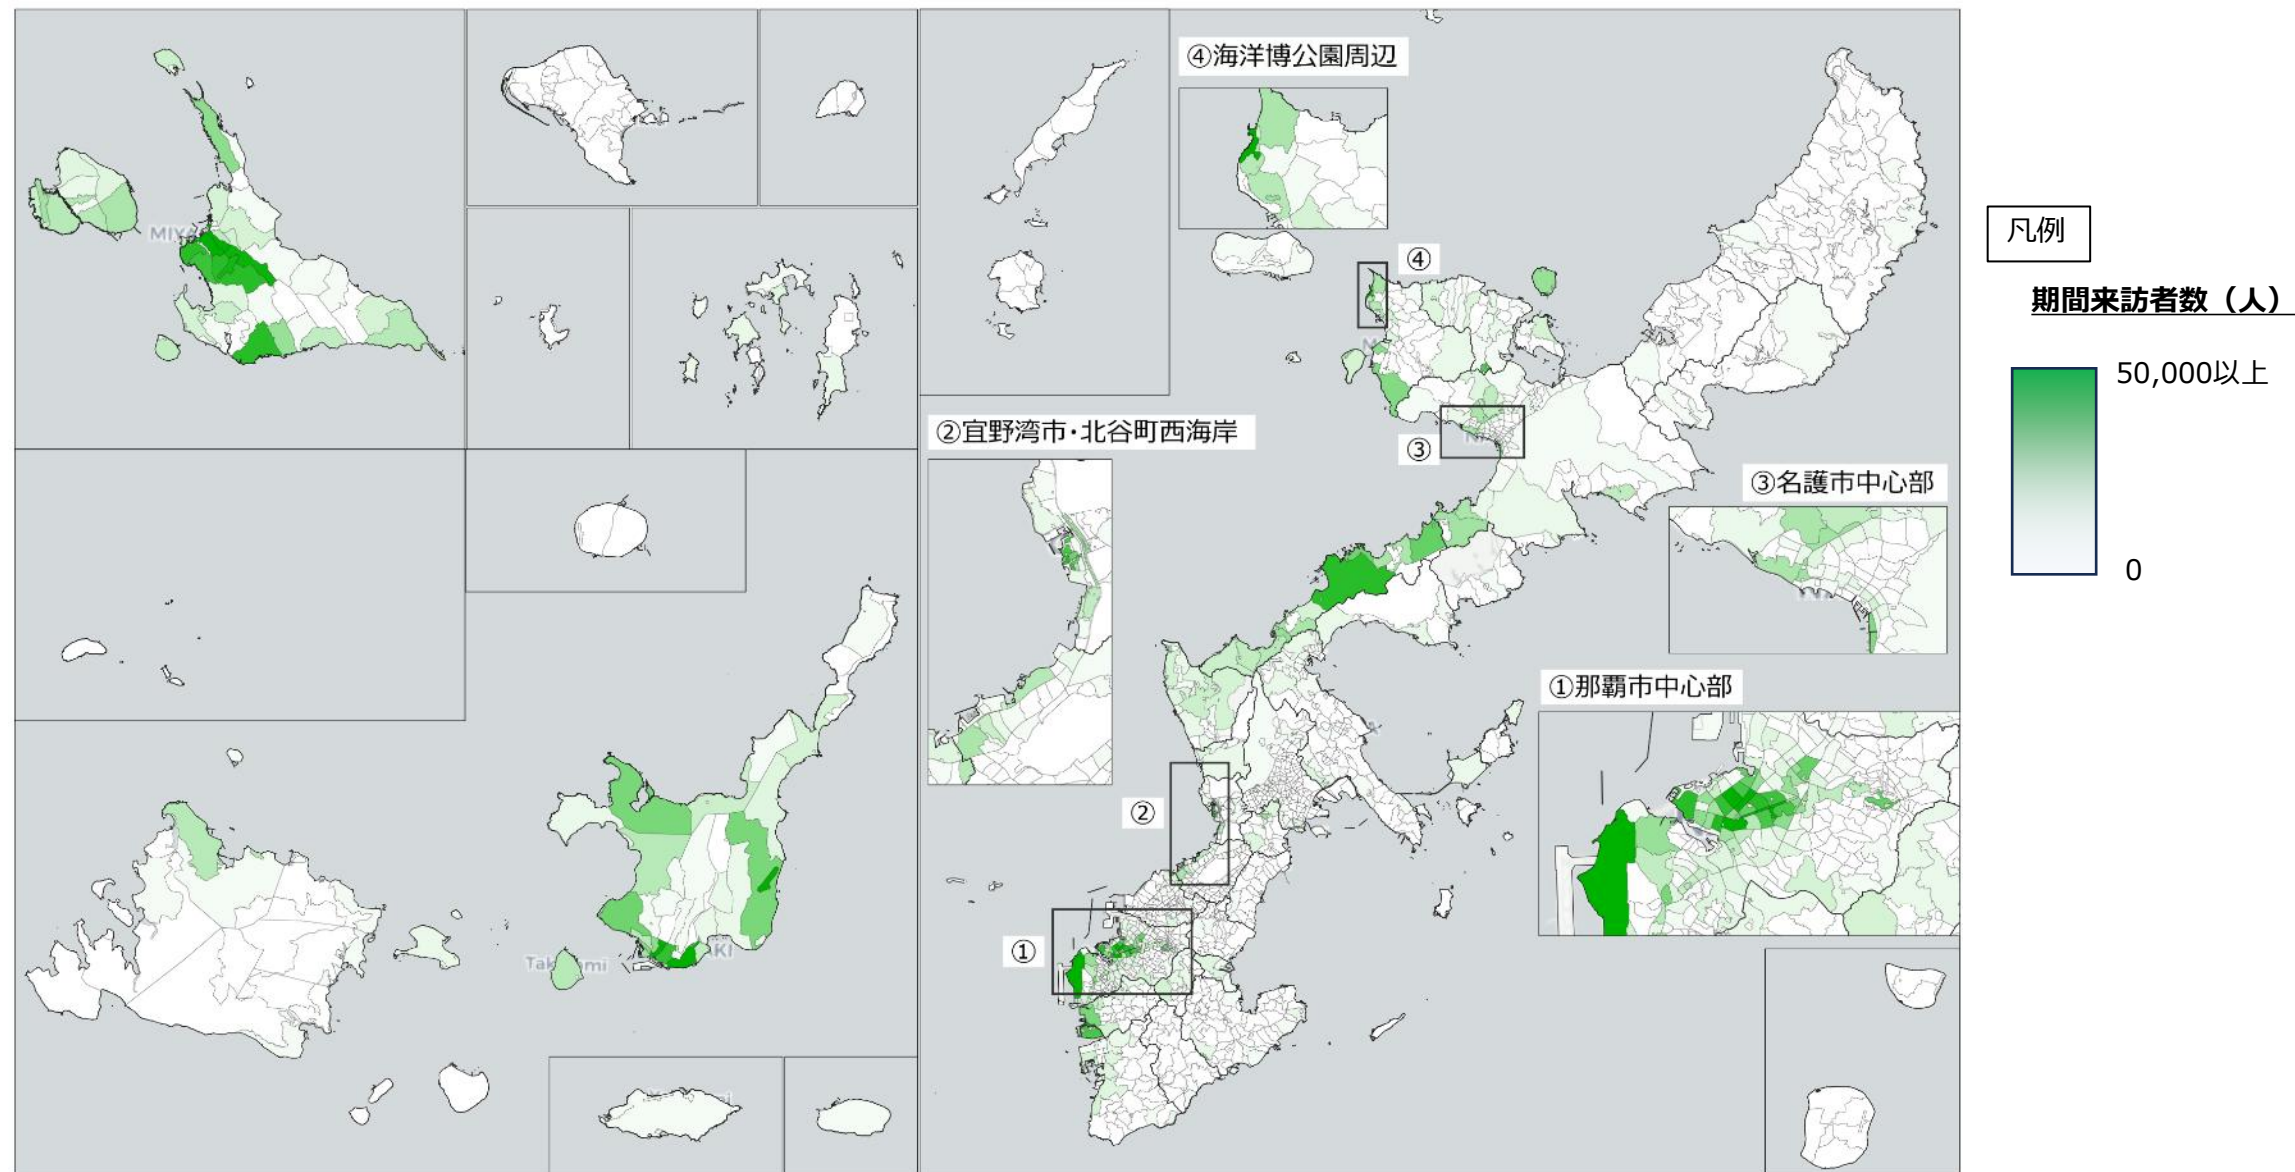 ④海洋博公園周辺
凡例
④
期間来訪者数（人）
50,000以上
②宜野湾市・北谷町西海岸
③
③名護市中心部
0
①那覇市中心部
②
①